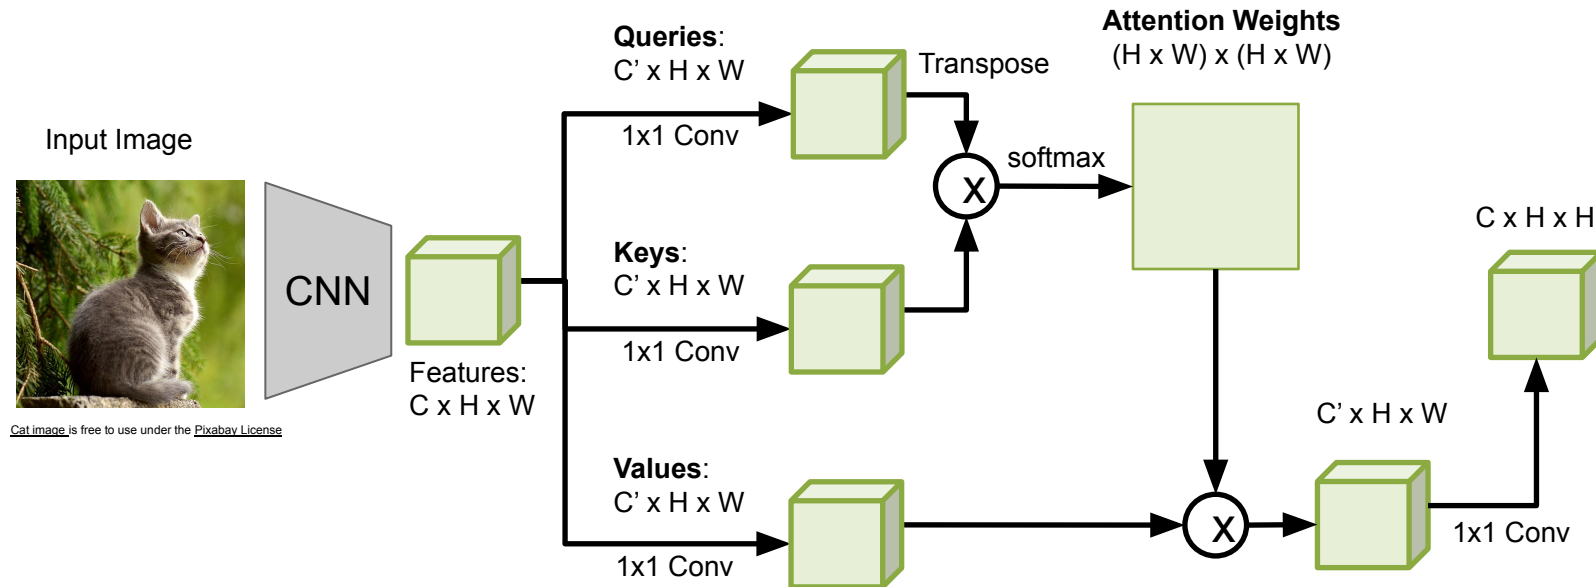 Input Image
Cat image is free to use under the Pixabay License
CNN
Features:
C x H x W
Queries:
C' x H x W
1x1 Conv
Keys:
C' x H x W
1x1 Conv
Values:
C' x H x W
1x1 Conv
Transpose
X
softmax
Attention Weights
(H x W) x (H x W)
X
C' x H x W
1x1 Conv
C x H x H